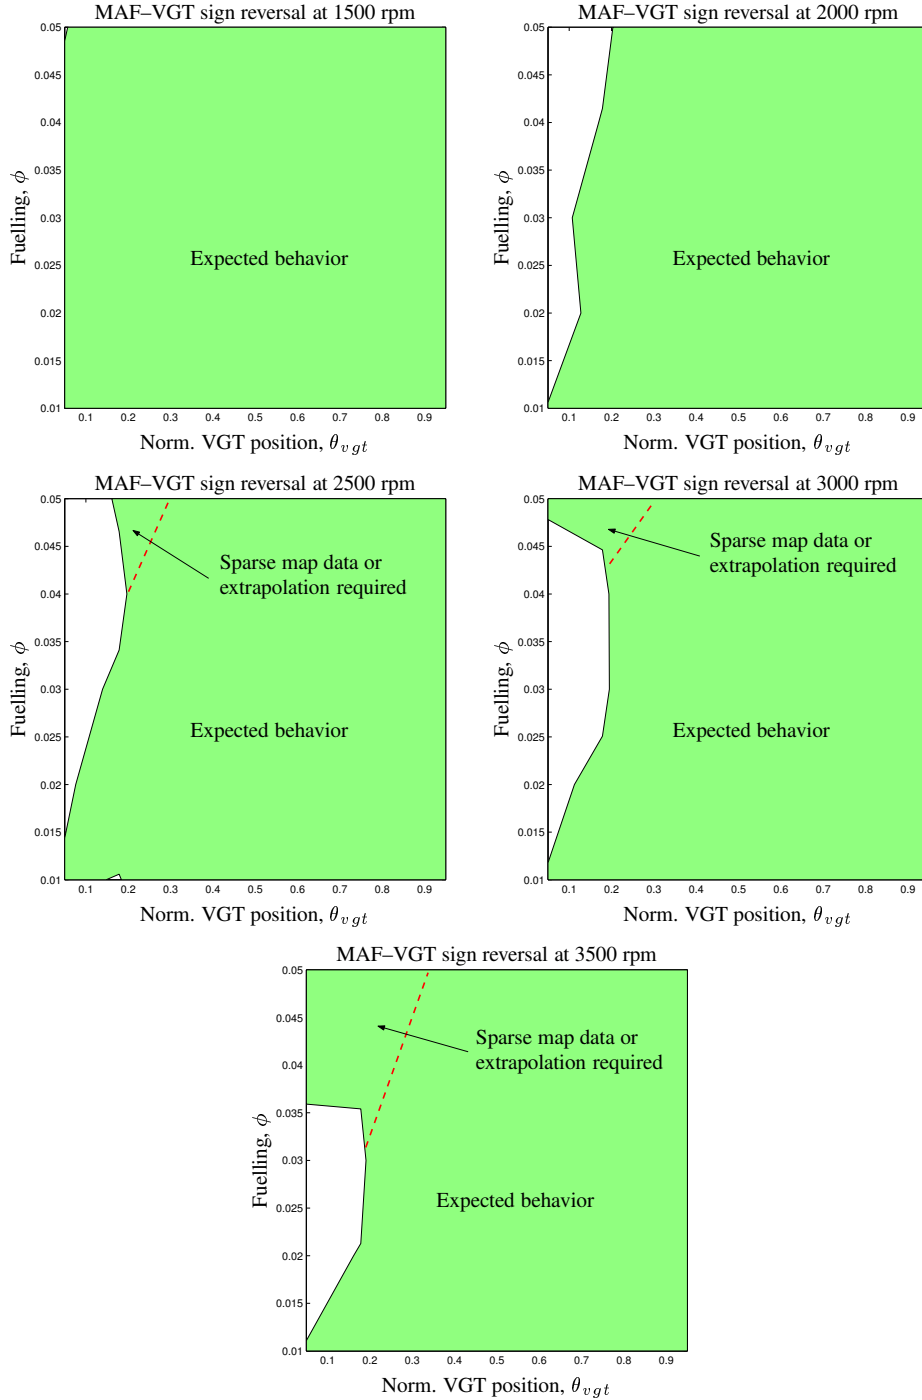 MAF–VGT sign reversal at 1500 rpm
0.05
0.045
0.04
0.035
0.03
0.025
0.02
0.015
0.01
Fuelling, ϕ
Expected behavior
0.1 0.2 0.3 0.4 0.5 0.6 0.7 0.8 0.9
Norm. VGT position, θvgt
MAF–VGT sign reversal at 2000 rpm
0.05
0.045
0.04
0.035
0.03
0.025
0.02
0.015
0.01
Fuelling, ϕ
Expected behavior
0.1 0.2 0.3 0.4 0.5 0.6 0.7 0.8 0.9
Norm. VGT position, θvgt
MAF–VGT sign reversal at 2500 rpm
0.05
0.045
0.04
0.035
0.03
0.025
0.02
0.015
0.01
Fuelling, ϕ
Sparse map data or
extrapolation required
Expected behavior
0.1 0.2 0.3 0.4 0.5 0.6 0.7 0.8 0.9
Norm. VGT position, θvgt
MAF–VGT sign reversal at 3000 rpm
0.05
0.045
0.04
0.035
0.03
0.025
0.02
0.015
0.01
Fuelling, ϕ
Sparse map data or
extrapolation required
Expected behavior
0.1 0.2 0.3 0.4 0.5 0.6 0.7 0.8 0.9
Norm. VGT position, θvgt
MAF–VGT sign reversal at 3500 rpm
0.05
0.045
0.04
0.035
0.03
0.025
0.02
0.015
0.01
Fuelling, ϕ
Sparse map data or
extrapolation required
Expected behavior
0.1 0.2 0.3 0.4 0.5 0.6 0.7 0.8 0.9
Norm. VGT position, θvgt